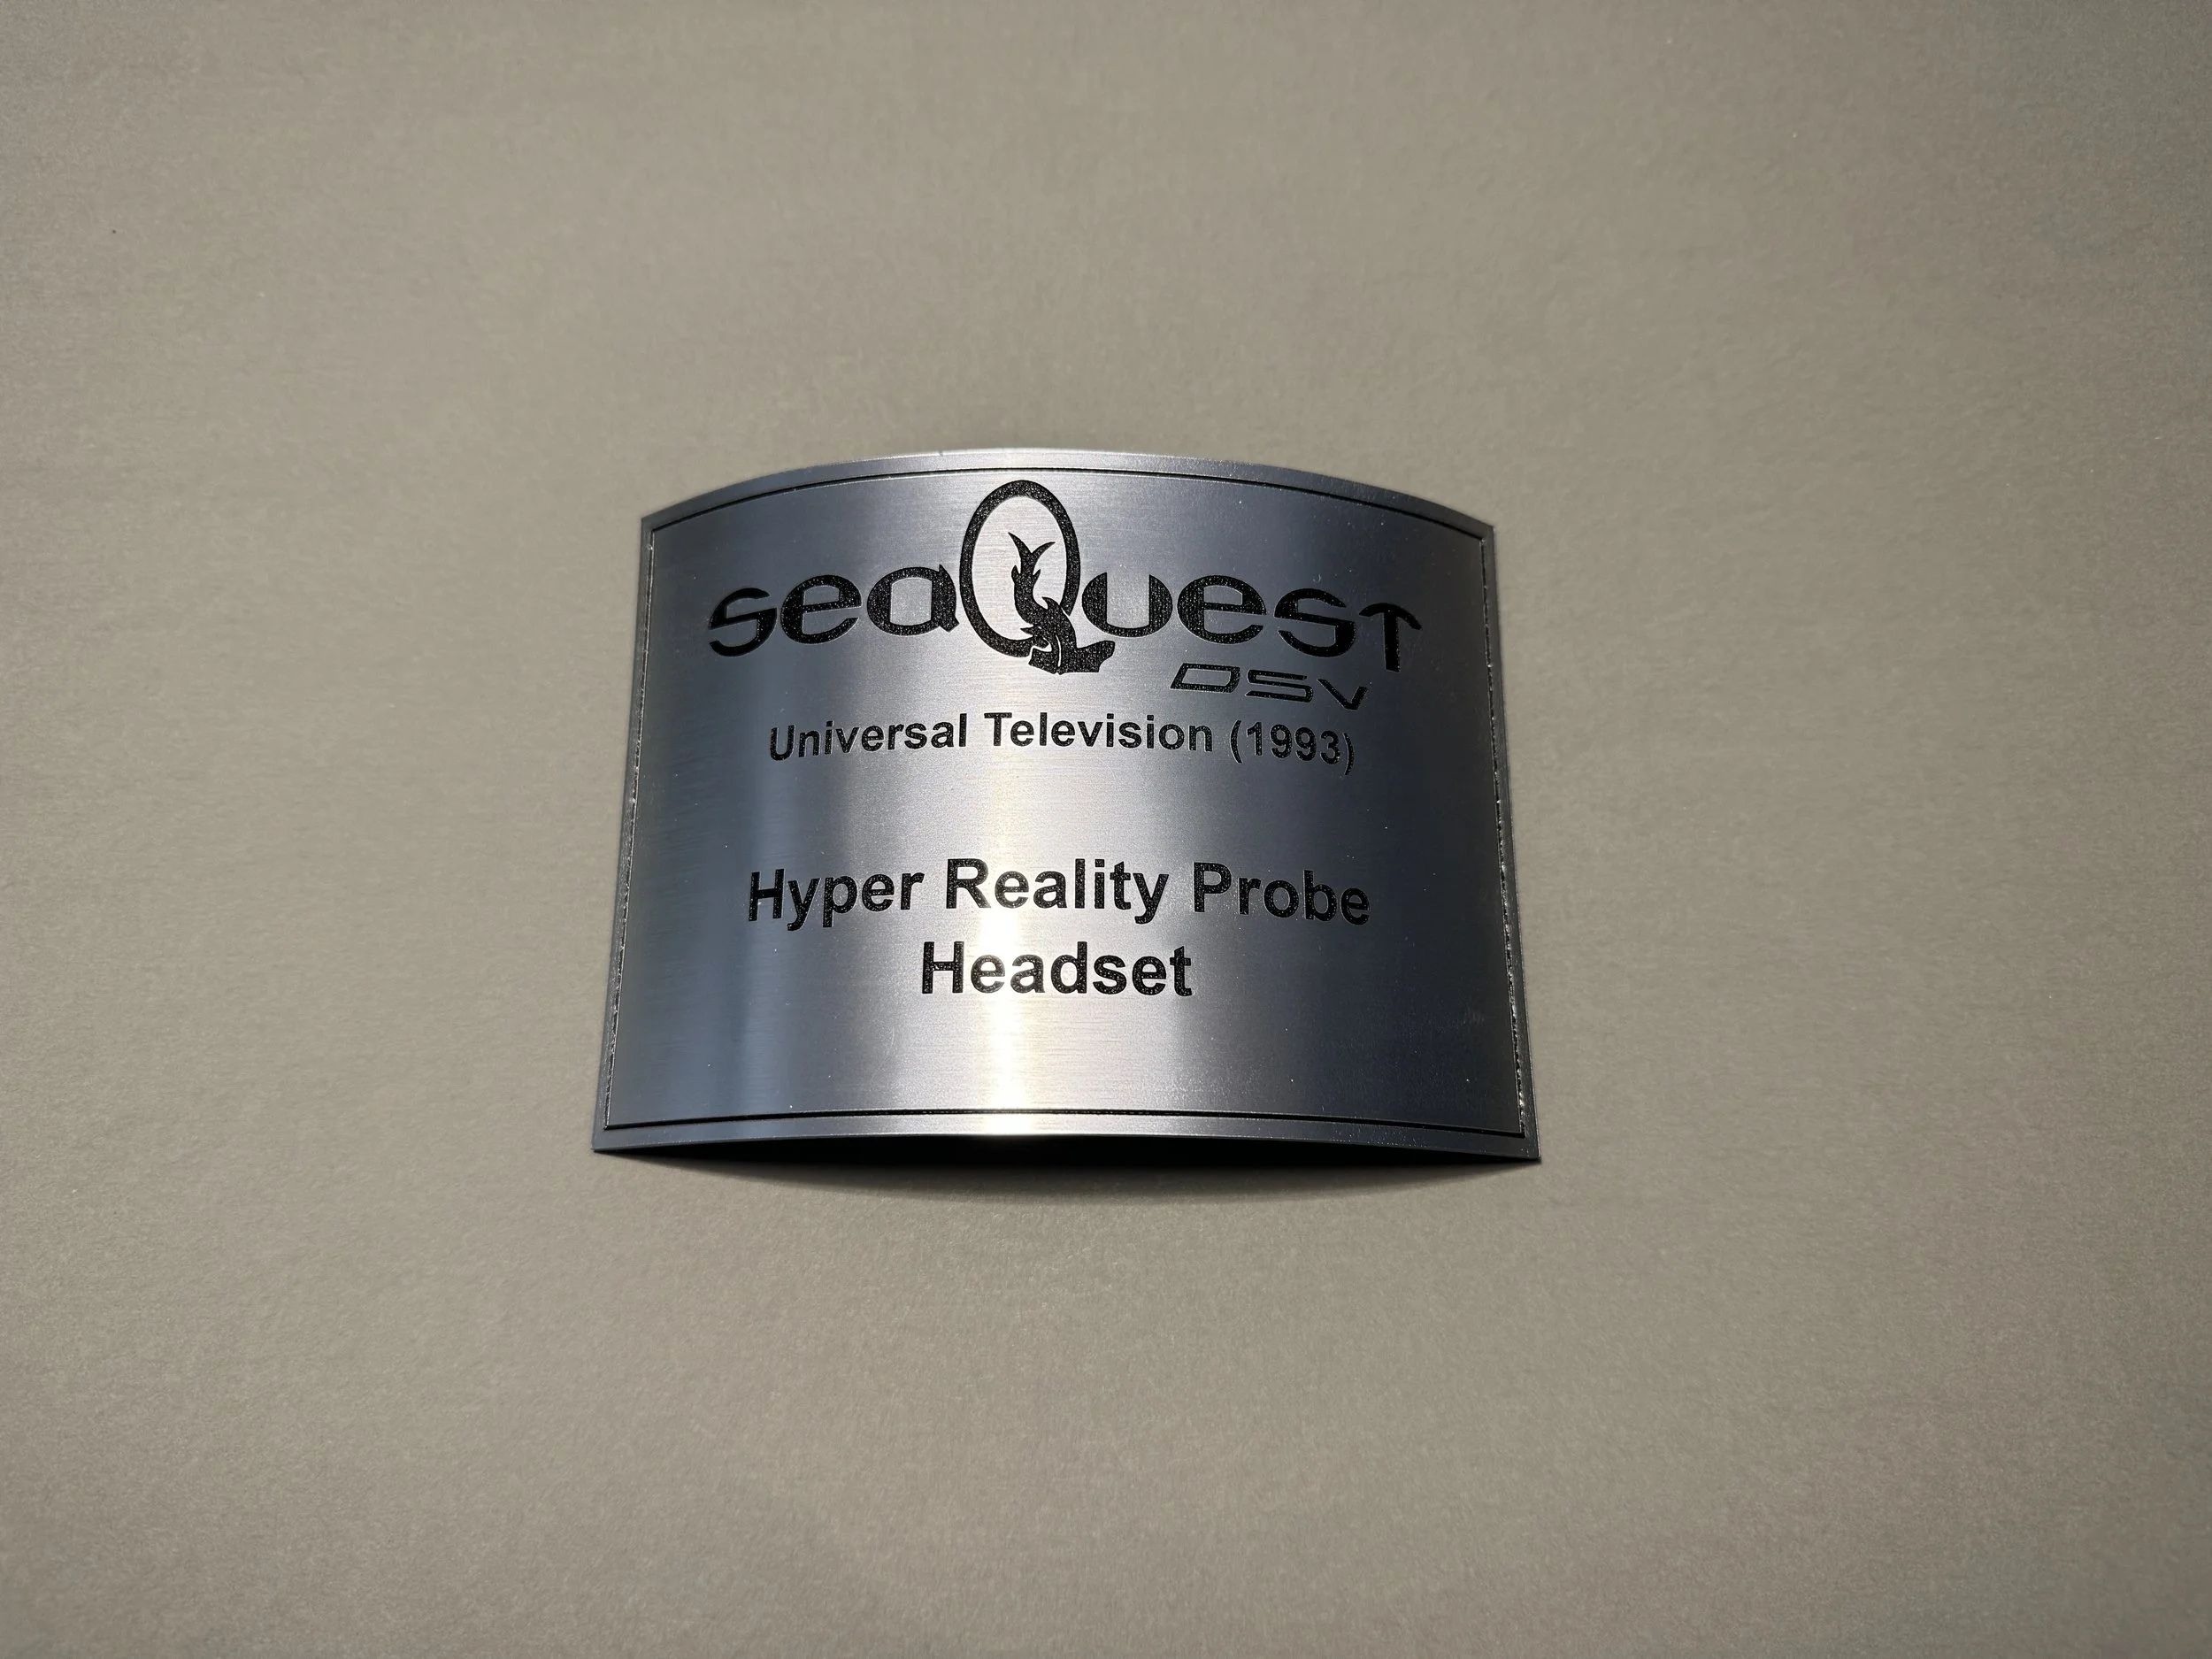 seaQuest
DSV
Universal Television (1993)
Hyper Reality Probe
Headset